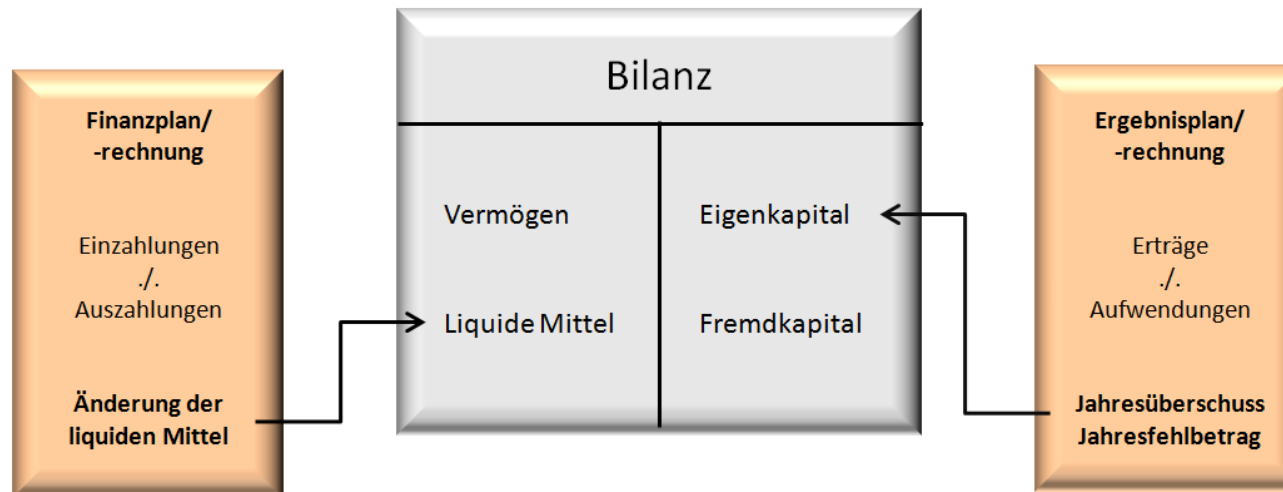 Finanzplan/
-rechnung
Einzahlungen
./.
Auszahlungen
Änderung der
liquiden Mittel
Bilanz
Vermögen
Eigenkapital
Liquide Mittel
Fremdkapital
Ergebnisplan/
-rechnung
Erträge
./.
Aufwendungen
Jahresüberschuss
Jahresfehlbetrag